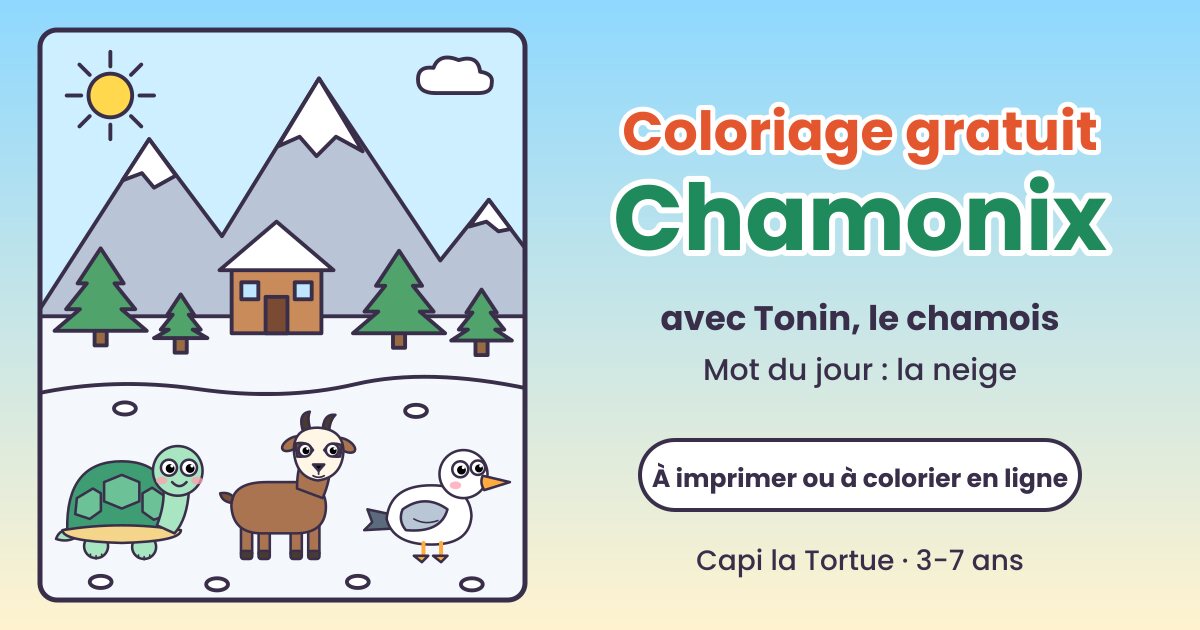 Coloriage gratuit
Chamonix
avec Tonin, le chamois
Mot du jour : la neige
À imprimer ou à colorier en ligne
Capi la Tortue · 3-7 ans